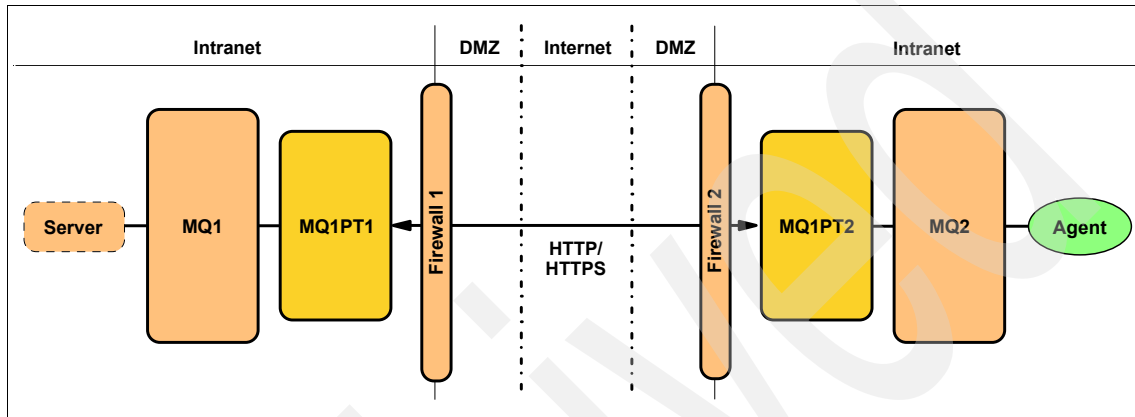 Intranet
DMZ
Internet
DMZ
Intranet
Server
MQ1
MQ1PT1
Firewall 1
HTTP/
HTTPS
Firewall 2
MQ1PT2
MQ2
Agent